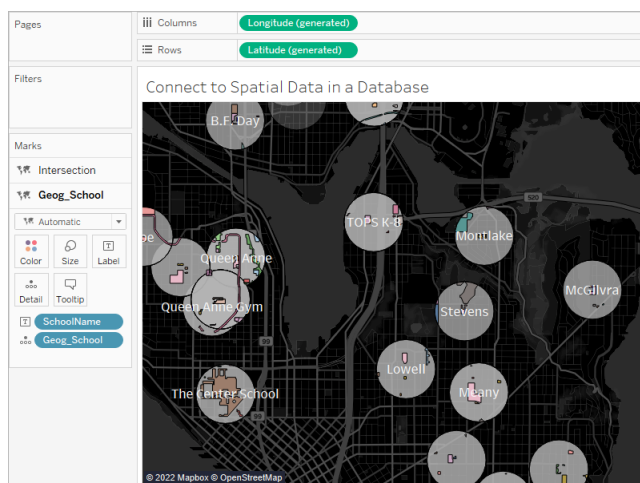 Pages
Columns
Longitude (generated)
Rows
Latitude (generated)
Filters
Connect to Spatial Data in a Database
Marks
Intersection
Geog_School
Automatic
Color
Size
Label
Detail
Tooltip
SchoolName
Geog_School
B.F. Day
520
TOPS K-8
Montlake
Queen Anne
McGilvra
Queen Anne Gym
Stevens
99
Lowell
The Center School
Meany
99
© 2022 Mapbox © OpenStreetMap